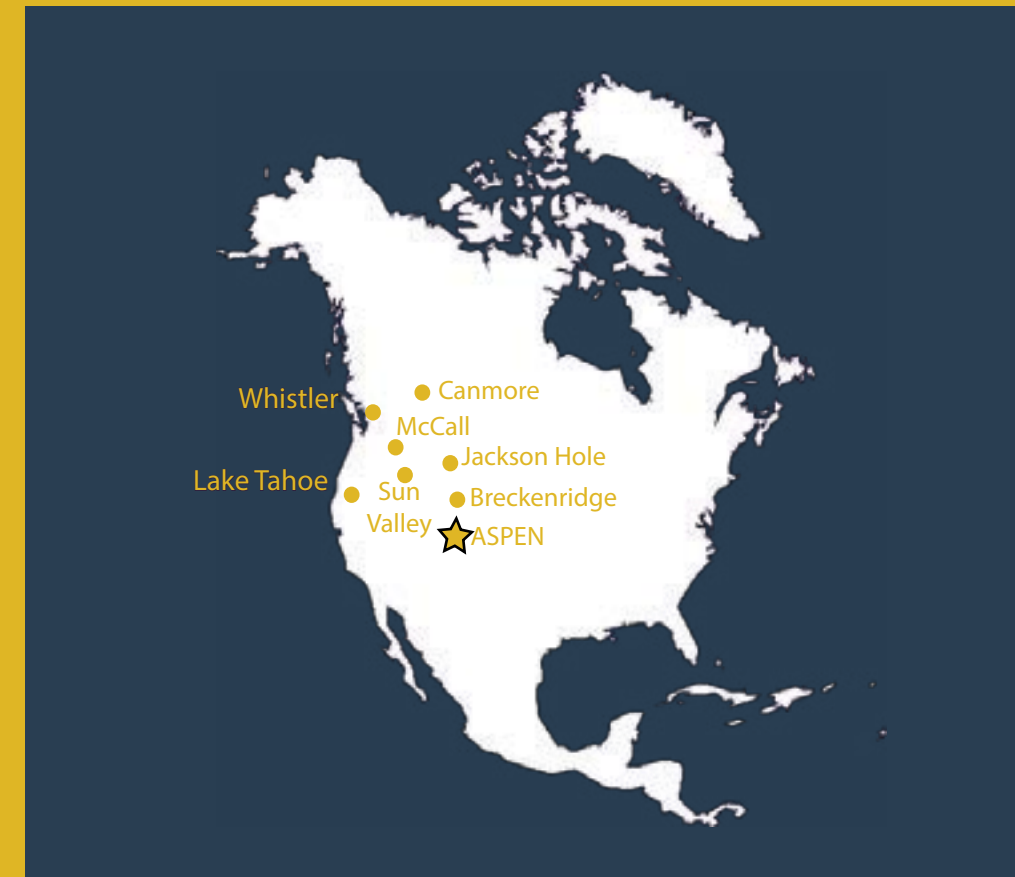 Canmore
Whistler
McCall
Jackson Hole
Lake Tahoe
Sun
Valley
Breckenridge
ASPEN